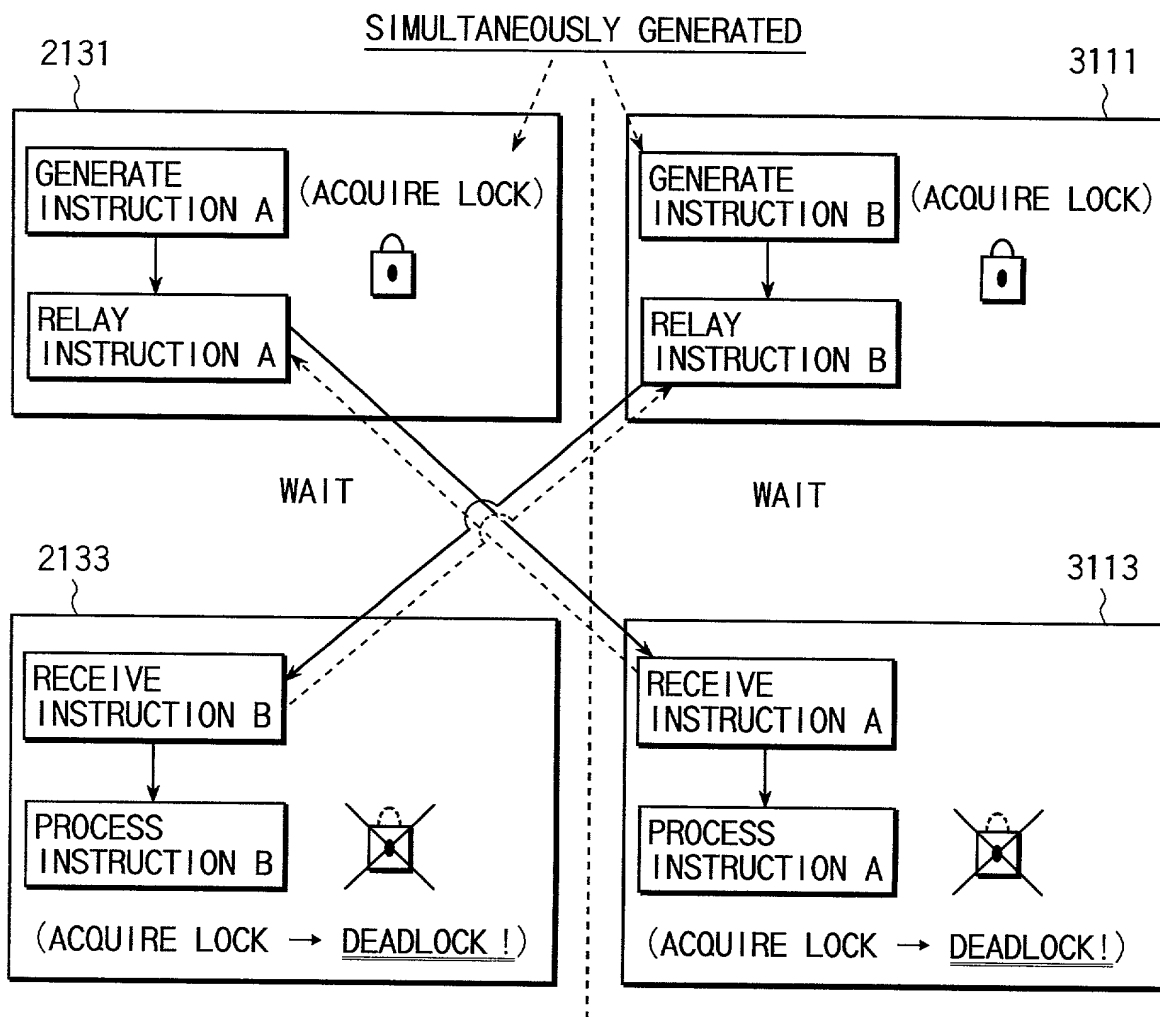 SIMULTANEOUSLY GENERATED
2131
3111
GENERATE
INSTRUCTION A
(ACQUIRE LOCK)
GENERATE
INSTRUCTION B
(ACQUIRE LOCK)
RELAY
INSTRUCTION A
RELAY
INSTRUCTION B
WAIT
WAIT
2133
3113
RECEIVE
INSTRUCTION B
RECEIVE
INSTRUCTION A
PROCESS
INSTRUCTION B
PROCESS
INSTRUCTION A
(ACQUIRE LOCK → DEADLOCK!)
(ACQUIRE LOCK → DEADLOCK!)